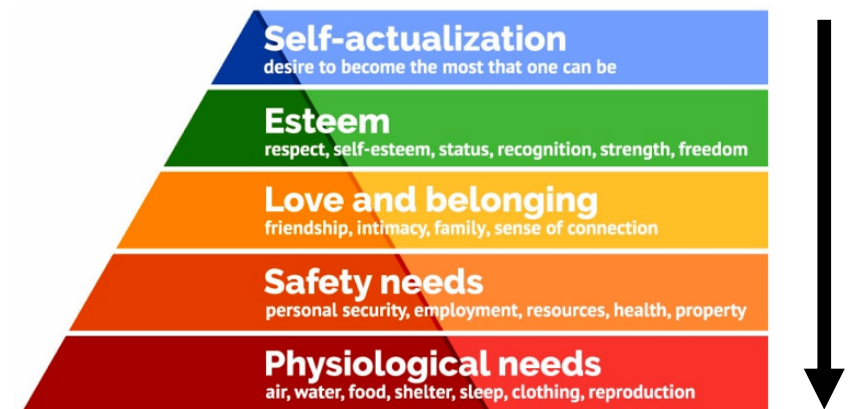 Self-actualization
desire to become the most that one can be
Esteem
respect, self-esteem, status, recognition, strength, freedom
Love and belonging
friendship, intimacy, family, sense of connection
Safety needs
personal security, employment, resources, health, property
Physiological needs
air, water, food, shelter, sleep, clothing, reproduction